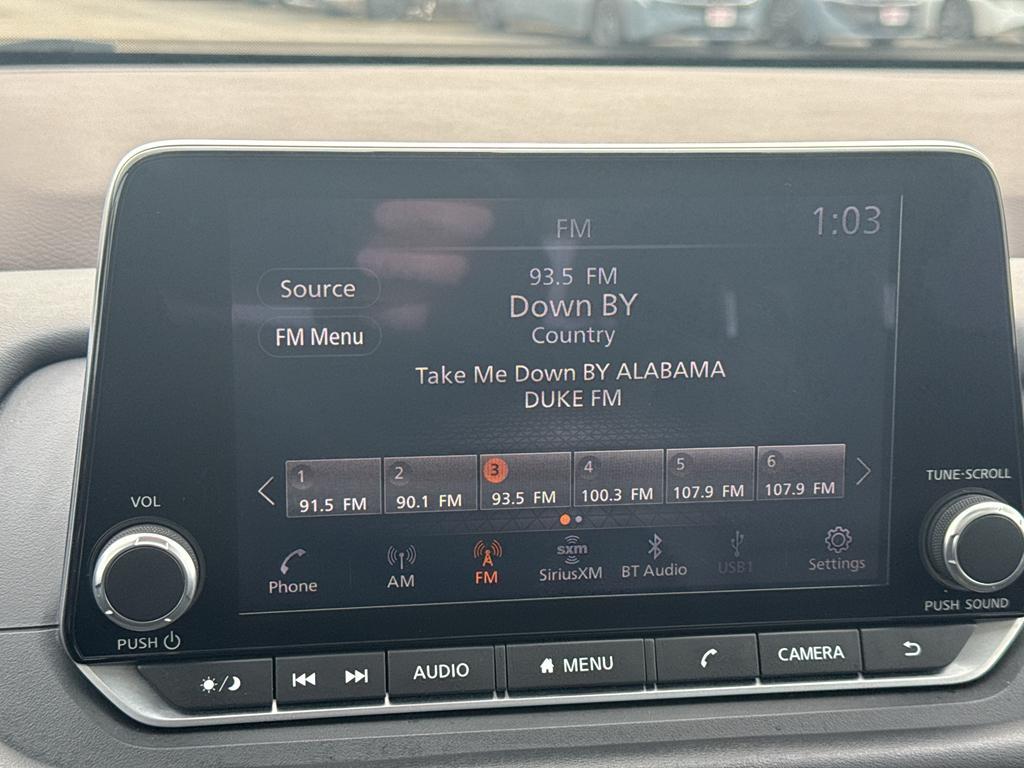 FM
1:03
Source
93.5 FM
Down BY
FM Menu
Country
Take Me Down BY ALABAMA
DUKE FM
1
2
3
4
5
6
91.5 FM
90.1 FM
93.5 FM
100.3 FM
107.9 FM
107.9 FM
VOL
TUNE·SCROLL
Phone
AM
FM
sxm
SiriusXM
BT Audio
USB1
Settings
PUSH
PUSH SOUND
AUDIO
MENU
CAMERA